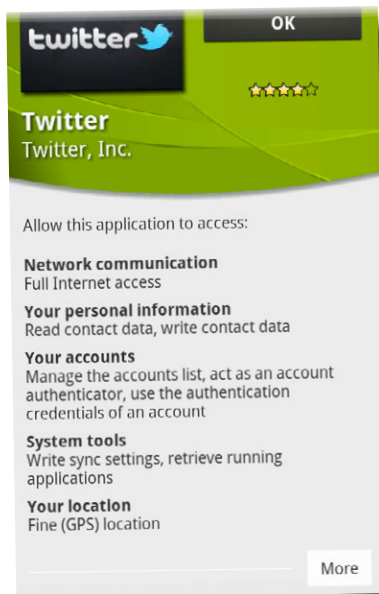 twitter
OK
Twitter
Twitter, Inc.
Allow this application to access:
Network communication
Full Internet access
Your personal information
Read contact data, write contact data
Your accounts
Manage the accounts list, act as an account
authenticator, use the authentication
credentials of an account
System tools
Write sync settings, retrieve running
applications
Your location
Fine (GPS) location
More